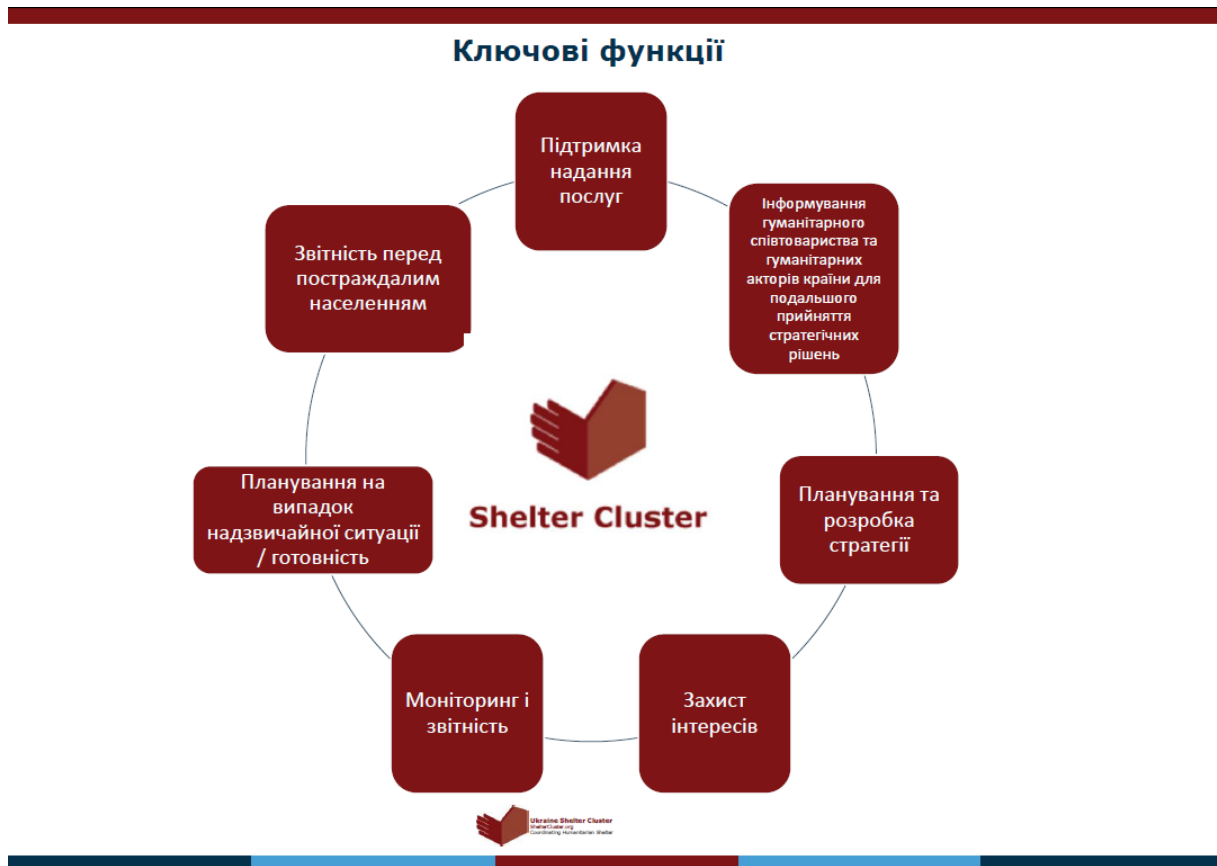 Ключові функції
Підтримка
надання
послуг
Інформування
гуманітарного
співтовариства та
гуманітарних
акторів країни для
подальшого
прийняття
стратегічних
рішень
Планування та
розробка
стратегії
Захист
інтересів
Моніторинг і
звітність
Планування на
випадок
надзвичайної ситуації
/ готовність
Звітність перед
постраждалим
населенням
Shelter Cluster
Ukraine Shelter Cluster
ShelterCluster.org
Coordinating Humanitarian Shelter